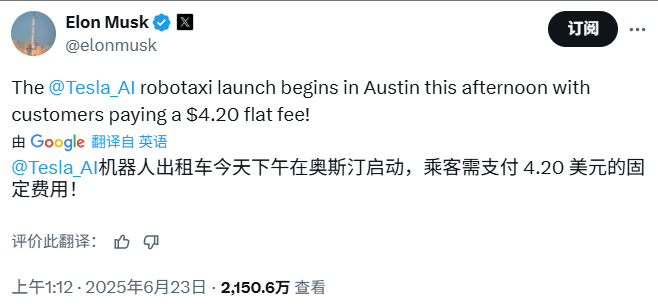 Elon Musk
订阅
@elonmusk
The @Tesla_AI robotaxi launch begins in Austin this afternoon with
customers paying a $4.20 flat fee!
由 Google 翻译自 英语
@Tesla_AI机器人出租车今天下午在奥斯汀启动，乘客需支付 4.20 美元的固
定费用！
评价此翻译：
上午1:12 · 2025年6月23日 · 2,150.6万 查看